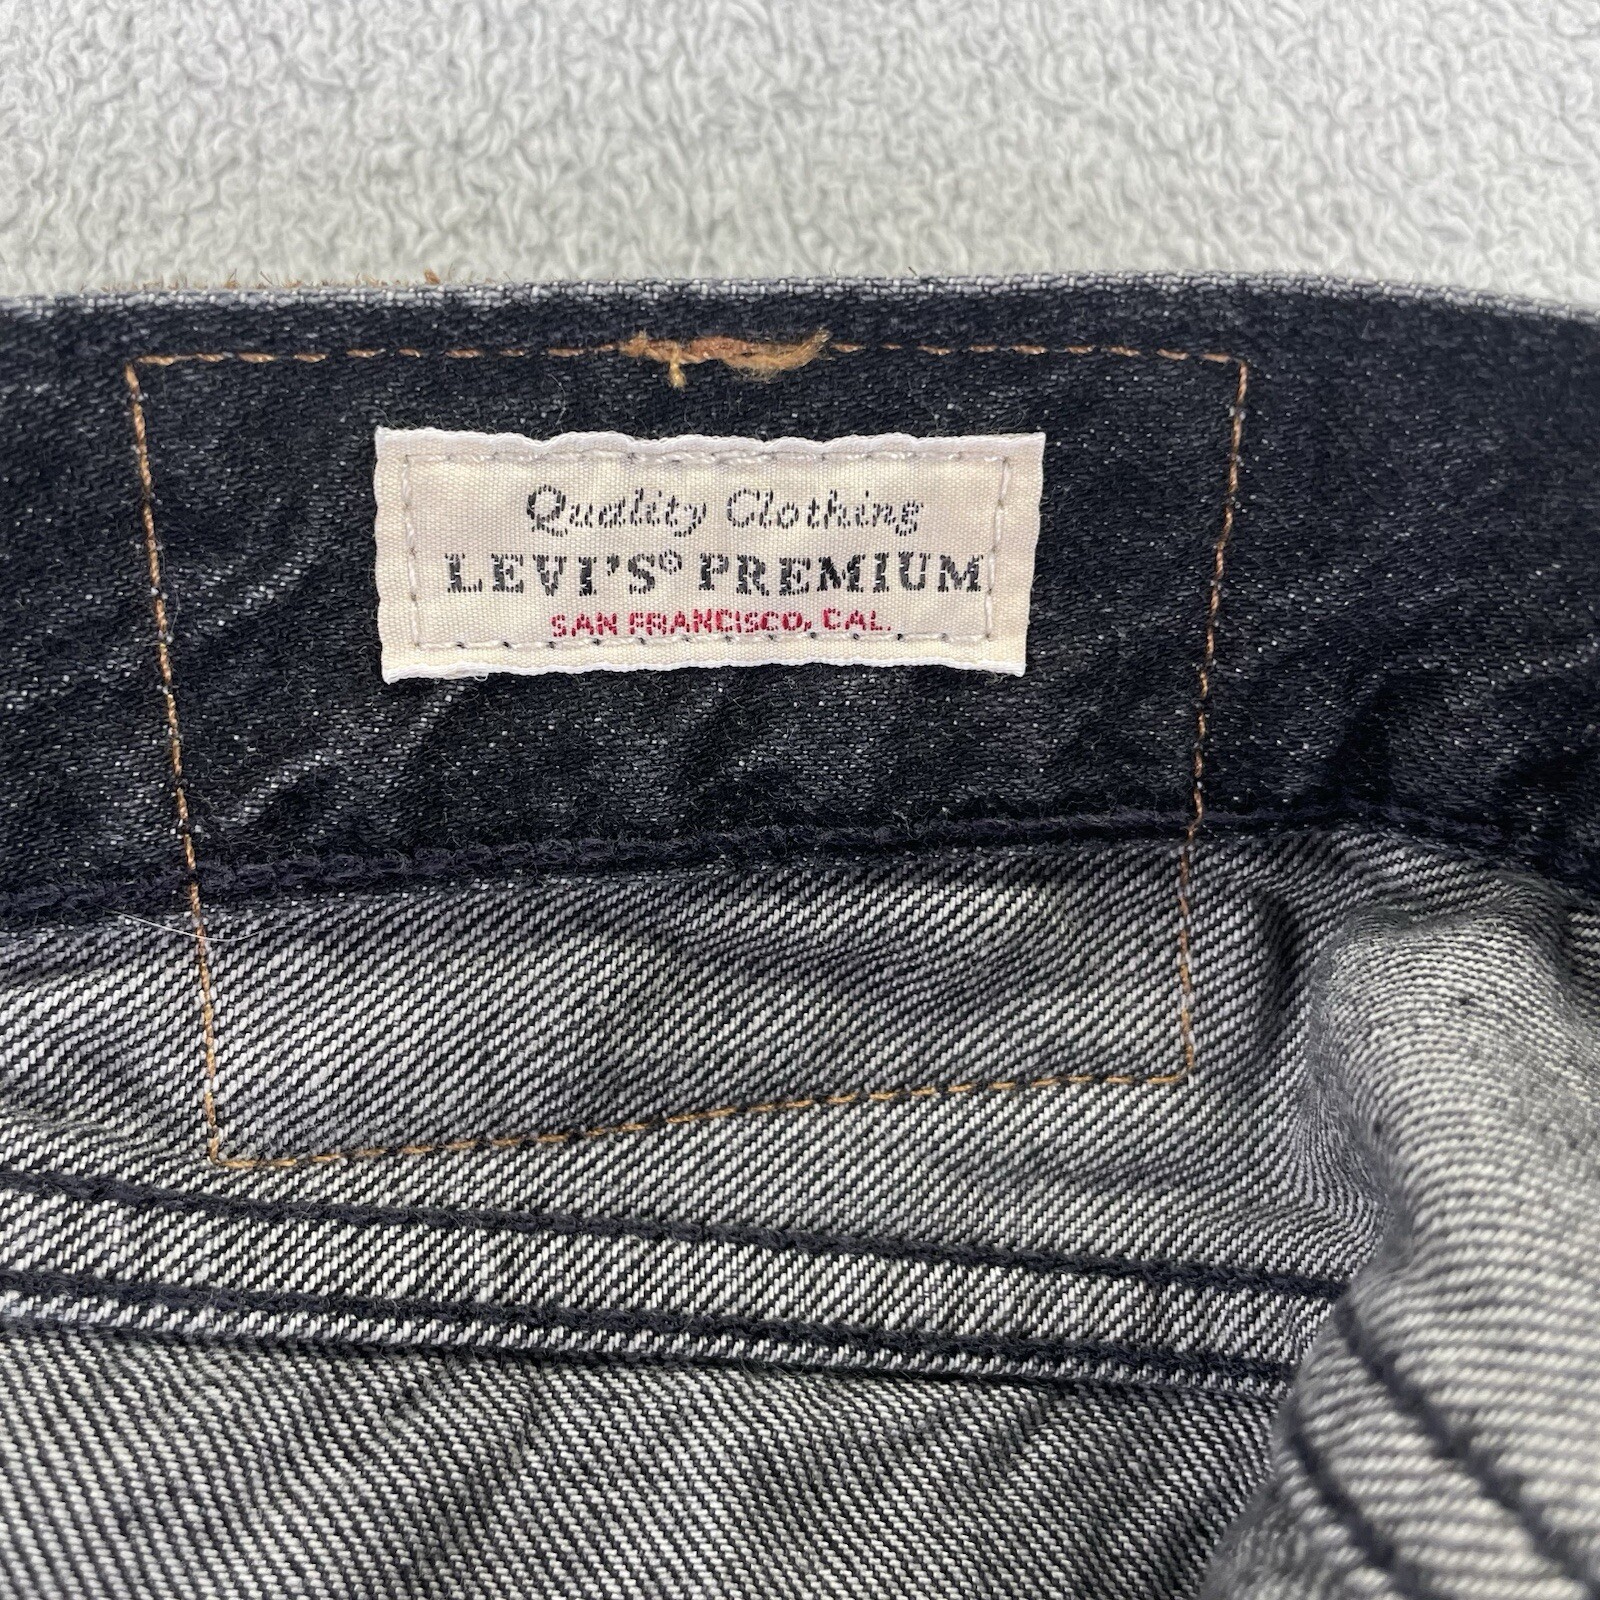 Quality Clothing
LEVI'S® PREMIUM
SAN FRANCISCO, CAL.